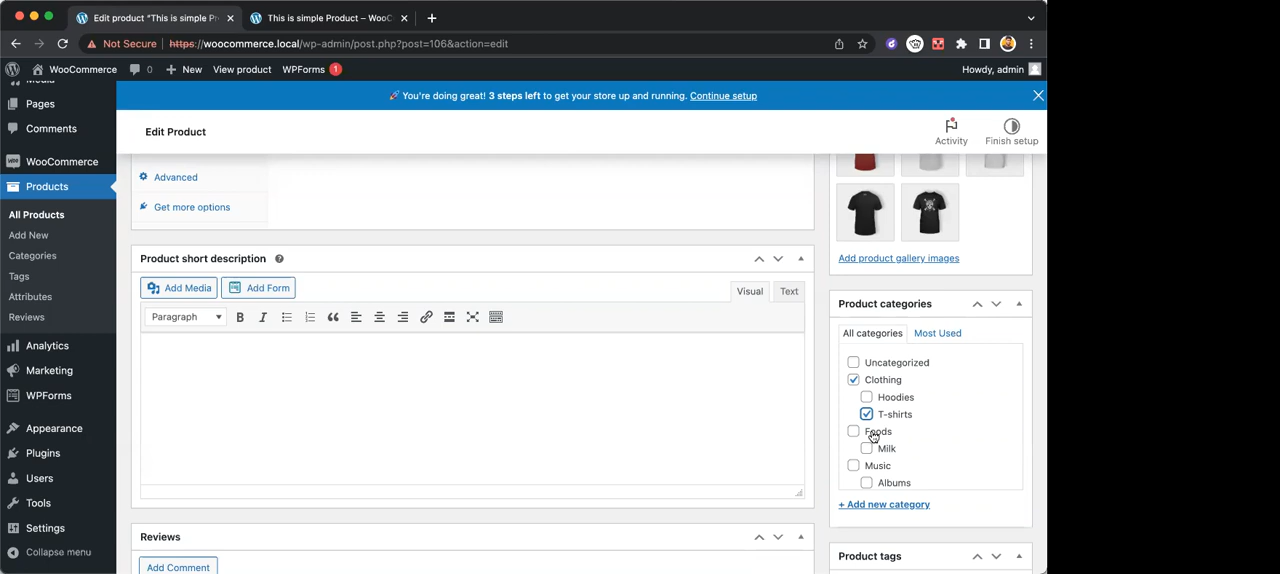 Edit product "This is simple Pr
This is simple Product – WooC
Not Secure
https://woocommerce.local/wp-admin/post.php?post=106&action=edit
WooCommerce
0
New
View product
WPForms
1
Howdy, admin
Media
Pages
Comments
WooCommerce
Products
All Products
Add New
Categories
Tags
Attributes
Reviews
Analytics
Marketing
WPForms
Appearance
Plugins
Users
Tools
Settings
Collapse menu
🚀 You're doing great! 3 steps left to get your store up and running. Continue setup
Edit Product
Activity
Finish setup
Advanced
Get more options
Product short description
Add Media
Add Form
Visual
Text
Paragraph
Reviews
Add Comment
Add product gallery images
Product categories
All categories
Most Used
Uncategorized
Clothing
Hoodies
T-shirts
Foods
Milk
Music
Albums
+ Add new category
Product tags